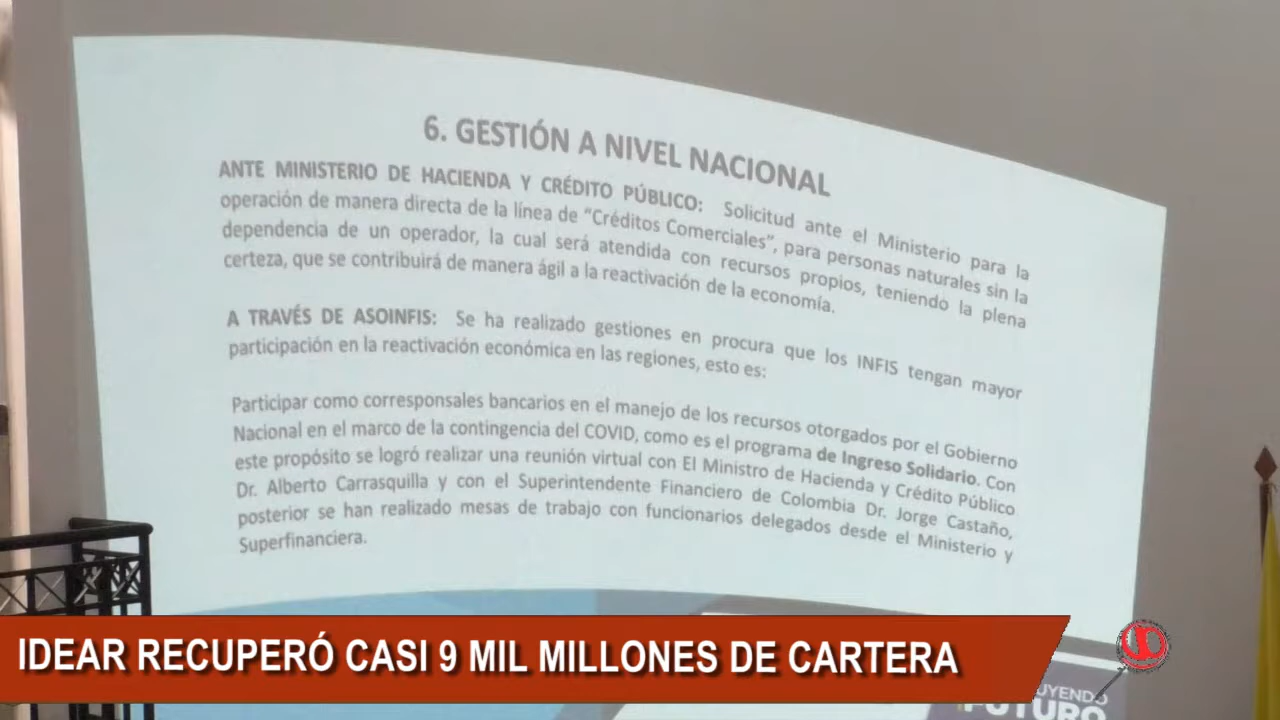 6. GESTIÓN A NIVEL NACIONAL
ANTE MINISTERIO DE HACIENDA Y CRÉDITO PÚBLICO: Solicitud ante el Ministerio para la
operación de manera directa de la línea de "Créditos Comerciales", para personas naturales sin la
dependencia de un operador, la cual será atendida con recursos propios, teniendo la plena
certeza, que se contribuirá de manera ágil a la reactivación de la economía.
A TRAVÉS DE ASOINFIS: Se ha realizado gestiones en procura que los INFIS tengan mayor
participación en la reactivación económica en las regiones, esto es:
Participar como corresponsales bancarios en el manejo de los recursos otorgados por el Gobierno
Nacional en el marco de la contingencia del COVID, como es el programa de Ingreso Solidario. Con
este propósito se logró realizar una reunión virtual con El Ministro de Hacienda y Crédito Público
Dr. Alberto Carrasquilla y con el Superintendente Financiero de Colombia Dr. Jorge Castaño,
posterior se han realizado mesas de trabajo con funcionarios delegados desde el Ministerio y
Superfinanciera.
IDEAR RECUPERÓ CASI 9 MIL MILLONES DE CARTERA
UYENDO
FUTURO